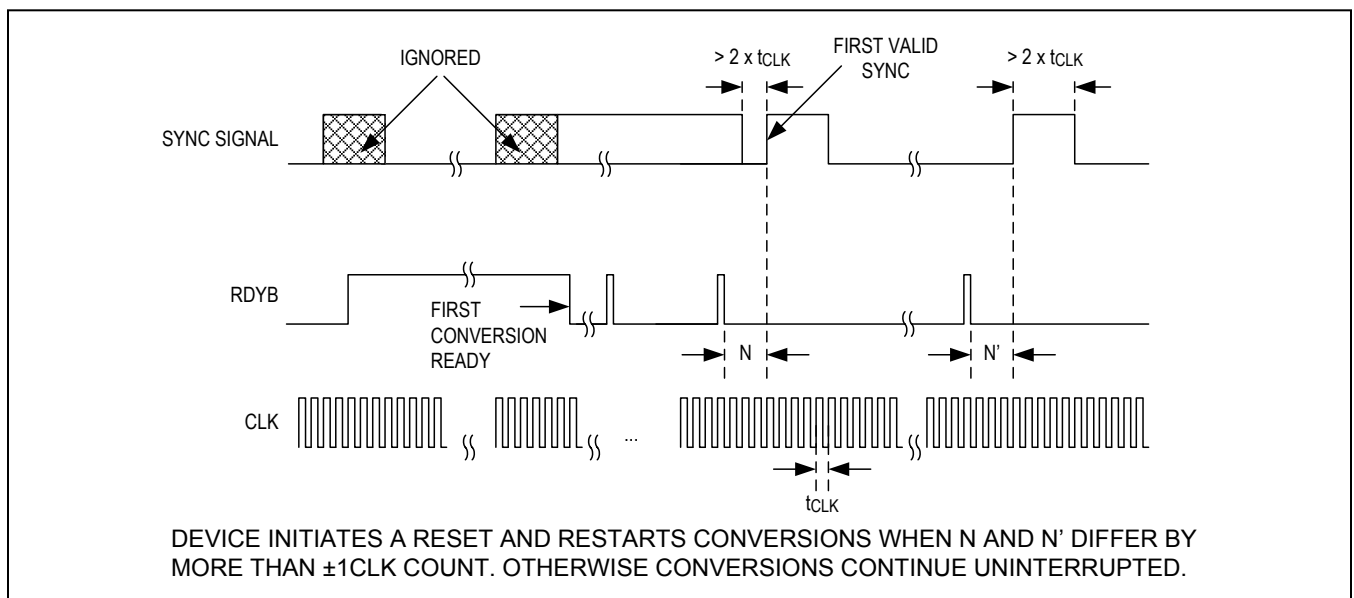 IGNORED
> 2 x tCLK
FIRST VALID
SYNC
> 2 x tCLK
SYNC SIGNAL
RDYB
FIRST
CONVERSION
READY
N
N'
CLK
...
tCLK
DEVICE INITIATES A RESET AND RESTARTS CONVERSIONS WHEN N AND N’ DIFFER BY
MORE THAN ±1CLK COUNT. OTHERWISE CONVERSIONS CONTINUE UNINTERRUPTED.